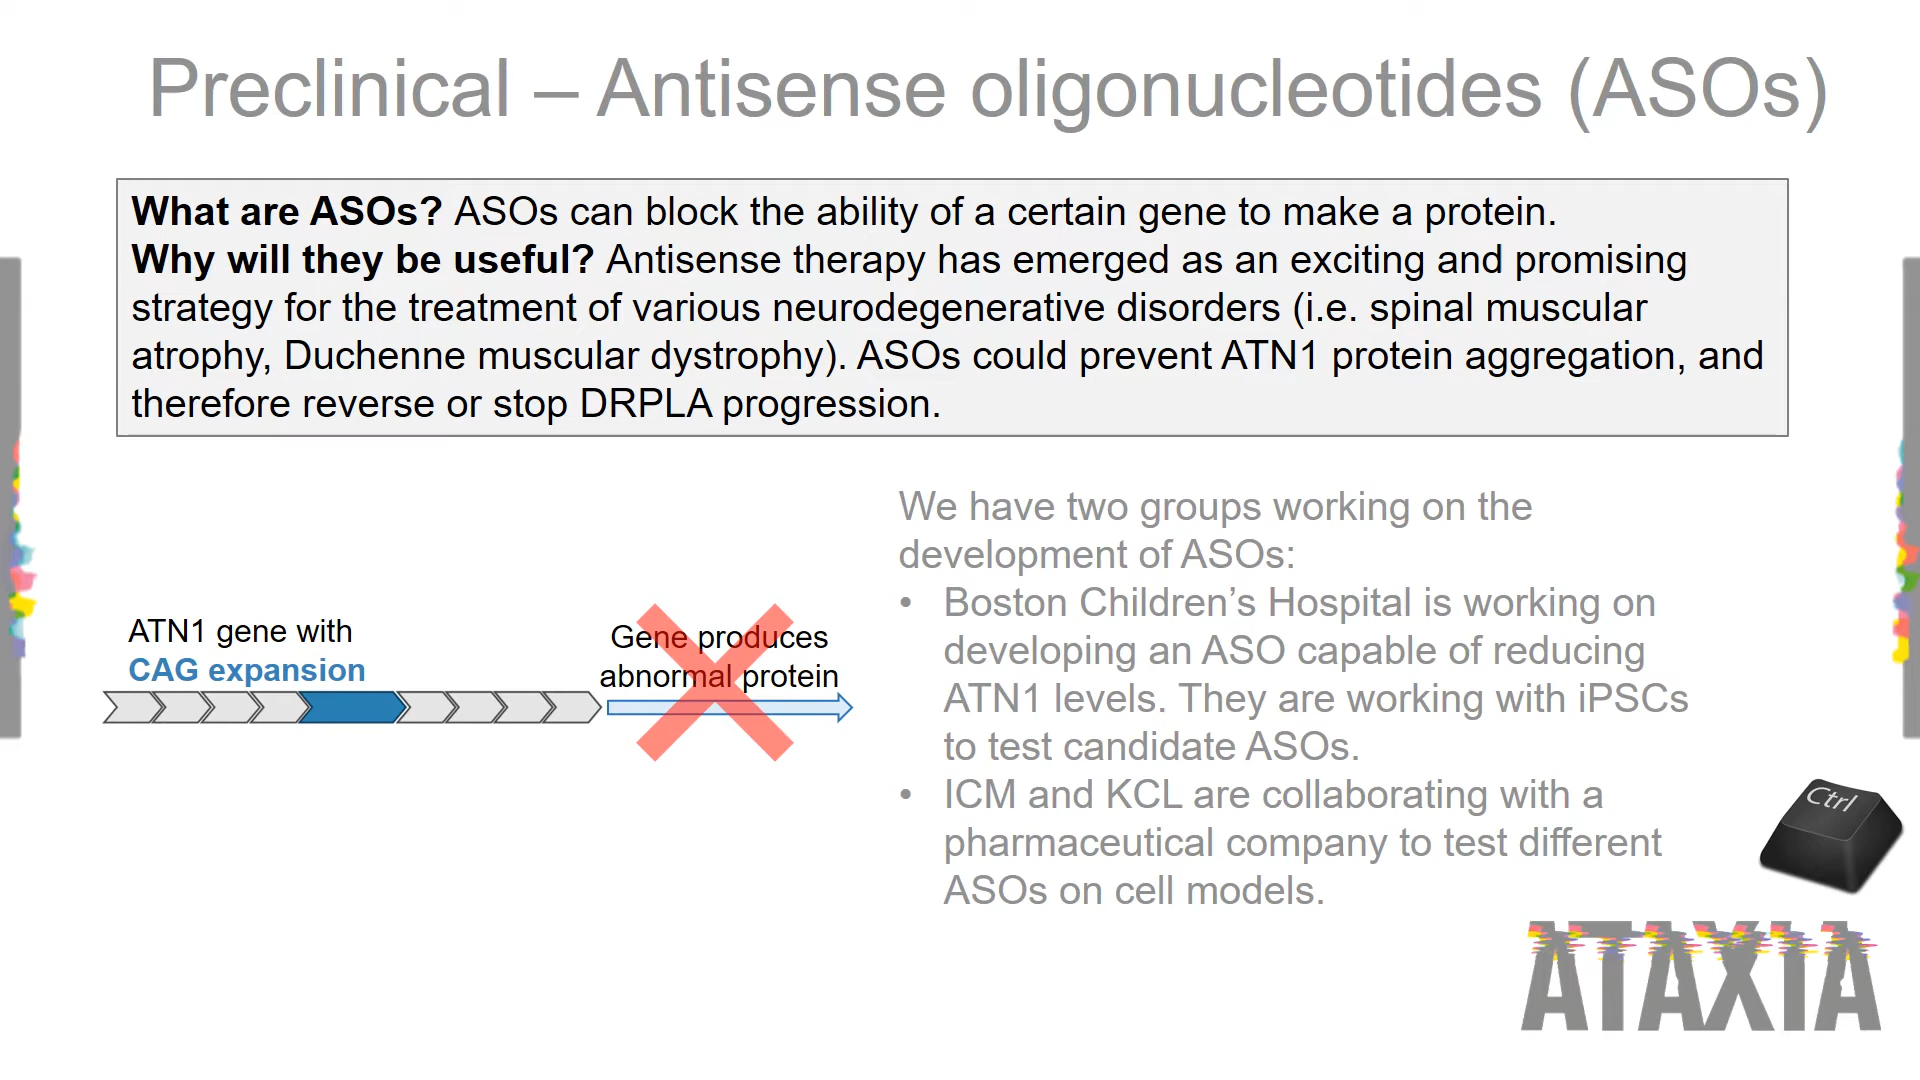 Preclinical – Antisense oligonucleotides (ASOs)
What are ASOs? ASOs can block the ability of a certain gene to make a protein.
Why will they be useful? Antisense therapy has emerged as an exciting and promising
strategy for the treatment of various neurodegenerative disorders (i.e. spinal muscular
atrophy, Duchenne muscular dystrophy). ASOs could prevent ATN1 protein aggregation, and
therefore reverse or stop DRPLA progression.
ATN1 gene with
CAG expansion
Gene produces
abnormal protein
We have two groups working on the
development of ASOs:
• Boston Children’s Hospital is working on
developing an ASO capable of reducing
ATN1 levels. They are working with iPSCs
to test candidate ASOs.
• ICM and KCL are collaborating with a
pharmaceutical company to test different
ASOs on cell models.
Ctrl
ATAXIA